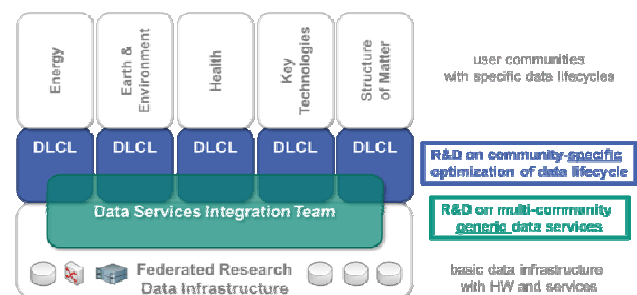 Energy
Earth &
Environment
Health
Key
Technologies
Structure
of Matter
user communities
with specific data lifecycles
DLCL
DLCL
DLCL
DLCL
DLCL
R&D on community-specific
optimization of data lifecycle
Data Services Integration Team
R&D on multi-community
generic data services
Federated Research
Data Infrastructure
basic data infrastructure
with HW and services